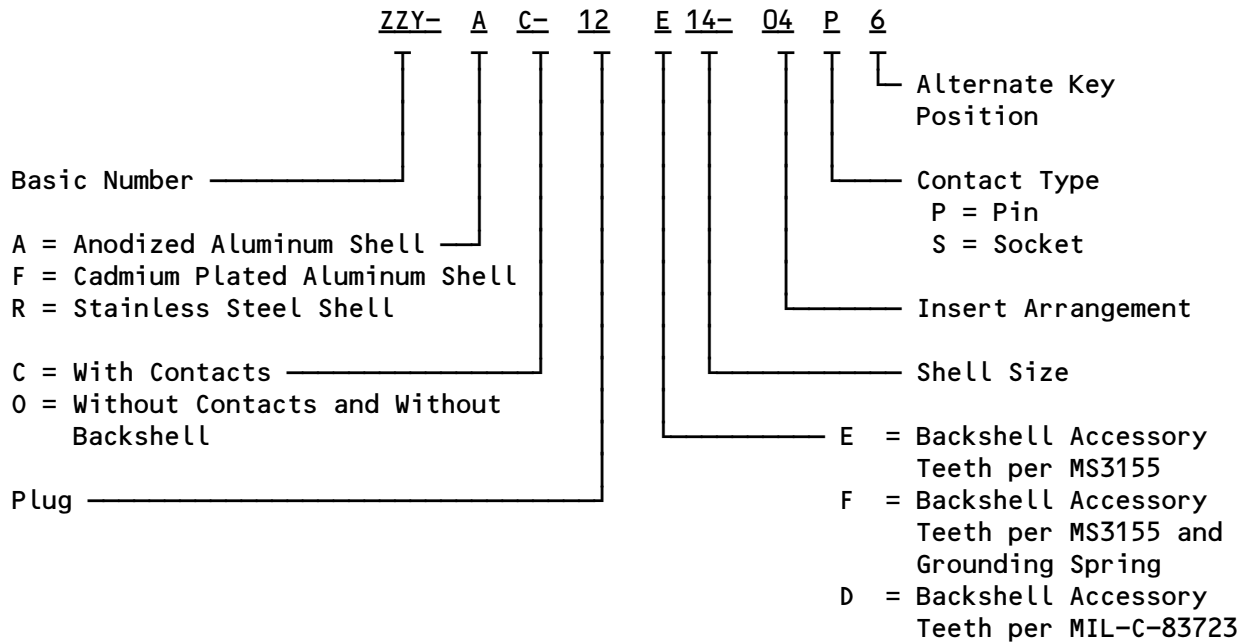 ZZY- A C- 12 E 14- 04 P 6
Alternate Key
Position
Basic Number
Contact Type
P = Pin
S = Socket
A = Anodized Aluminum Shell
F = Cadmium Plated Aluminum Shell
R = Stainless Steel Shell
Insert Arrangement
C = With Contacts
Shell Size
O = Without Contacts and Without
Backshell
E = Backshell Accessory
Teeth per MS3155
Plug
F = Backshell Accessory
Teeth per MS3155 and
Grounding Spring
D = Backshell Accessory
Teeth per MIL-C-83723